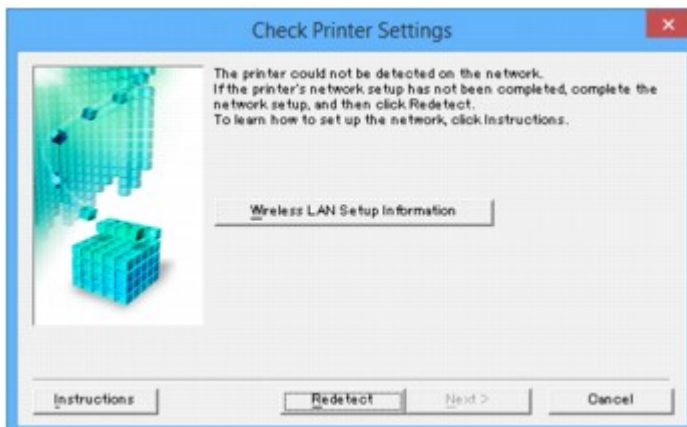 Check Printer Settings
The printer could not be detected on the network.
If the printer's network setup has not been completed, complete the
network setup, and then click Redetect.
To learn how to set up the network, click Instructions.
Wireless LAN Setup Information
Instructions
Redetect
Next >
Cancel